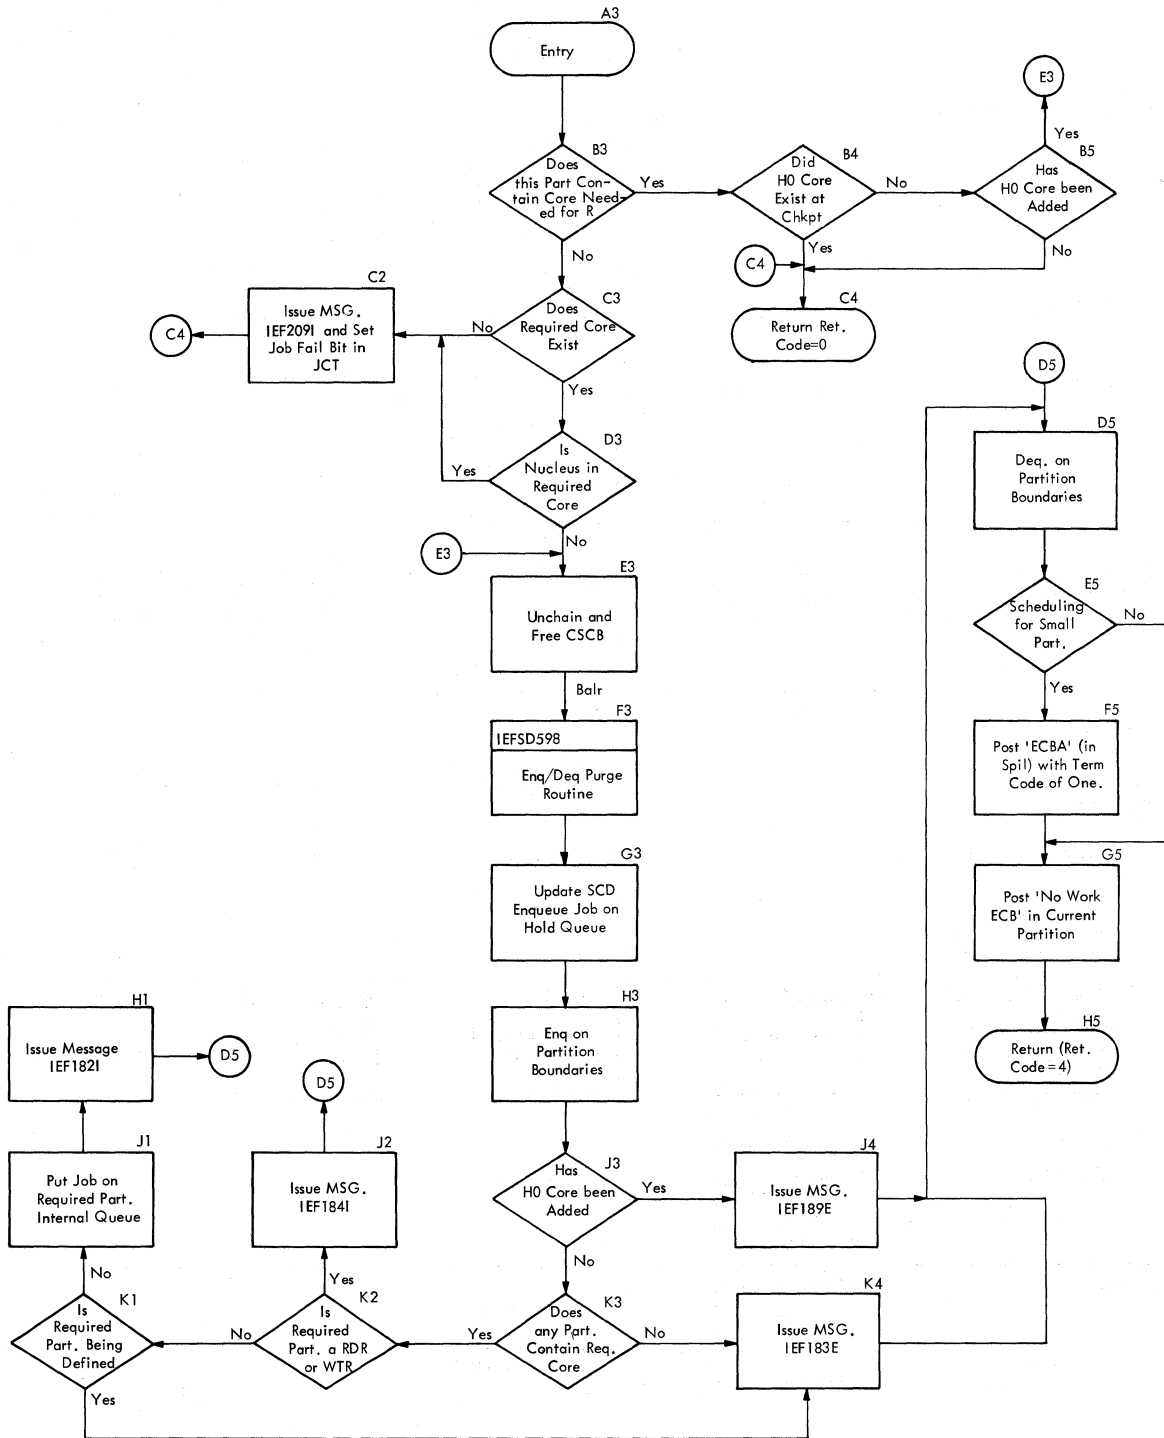 A3
Entry
E3
Yes
B3
Does
this Part Con-
tain Core Need-
ed for R
Yes
B4
Did
H0 Core
Exist at
Chkpt
No
B5
Has
H0 Core been
Added
No
Yes
No
C4
C4
Return Ret.
Code=0
C2
Issue MSG.
IEF209I and Set
Job Fail Bit in
JCT
C4
No
C3
Does
Required Core
Exist
Yes
D3
Is
Nucleus in
Required
Core
Yes
No
E3
E3
Unchain and
Free CSCB
Balr
F3
IEFSD598
Enq/Deq Purge
Routine
G3
Update SCD
Enqueue Job on
Hold Queue
H3
Enq on
Partition
Boundaries
D5
D5
Deq. on
Partition
Boundaries
E5
Scheduling
for Small
Part.
No
Yes
F5
Post 'ECBA' (in
Spil) with Term
Code of One.
G5
Post 'No Work
ECB' in Current
Partition
H5
Return (Ret.
Code=4)
H1
Issue Message
IEF182I
D5
D5
J1
Put Job on
Required Part.
Internal Queue
J2
Issue MSG.
IEF184I
J3
Has
H0 Core been
Added
Yes
J4
Issue MSG.
IEF189E
No
Yes
No
K1
Is
Required
Part. Being
Defined
No
K2
Is
Required
Part. a RDR
or WTR
Yes
K3
Does
any Part.
Contain Req.
Core
No
K4
Issue MSG.
IEF183E
Yes